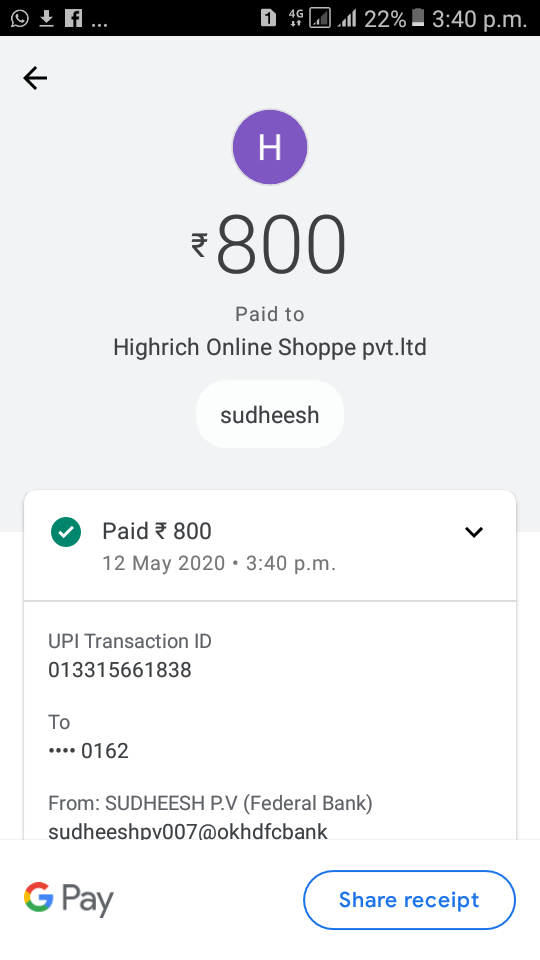 ... 1 4G 22% 3:40 p.m.
H
₹800
Paid to
Highrich Online Shoppe pvt.ltd
sudheesh
Paid ₹ 800
12 May 2020 • 3:40 p.m.
UPI Transaction ID
013315661838
To
•••• 0162
From: SUDHEESH P.V (Federal Bank)
sudheeshpv007@okhdfcbank
G Pay
Share receipt